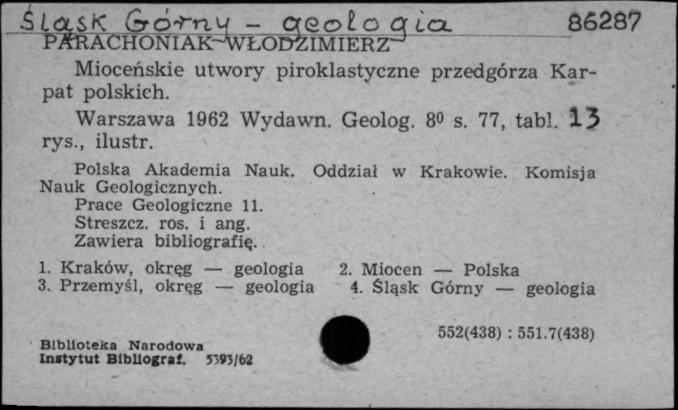 Śląsk Górny - geologia 86287
PARACHONIAK WŁODZIMIERZ
Mioceńskie utwory piroklastyczne przedgórza Kar-
pat polskich.
Warszawa 1962 Wydawn. Geolog. 8⁰ s. 77, tabl. 13
rys., ilustr.
Polska Akademia Nauk. Oddział w Krakowie. Komisja
Nauk Geologicznych.
Prace Geologiczne 11.
Streszcz. ros. i ang.
Zawiera bibliografię.
1. Kraków, okręg — geologia 2. Miocen — Polska
3. Przemyśl, okręg — geologia 4. Śląsk Górny — geologia
552(438) : 551.7(438)
Biblioteka Narodowa
Instytut Bibliograf. 5393/62